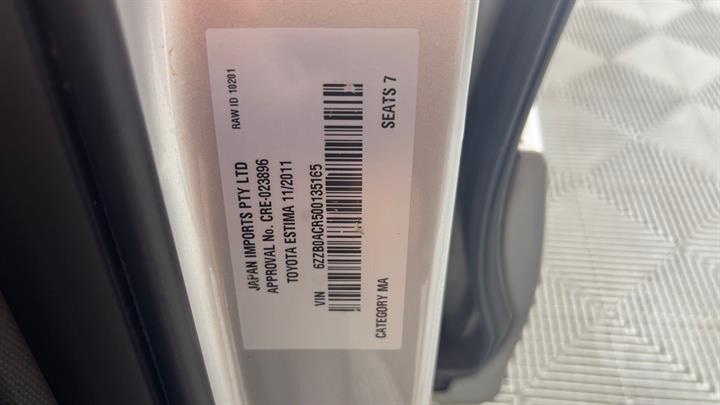 RAW ID 10201
JAPAN IMPORTS PTY LTD
APPROVAL No. CRE-023896
TOYOTA ESTIMA 11/2011
VIN 6ZZB0ACR500135165
CATEGORY MA SEATS 7